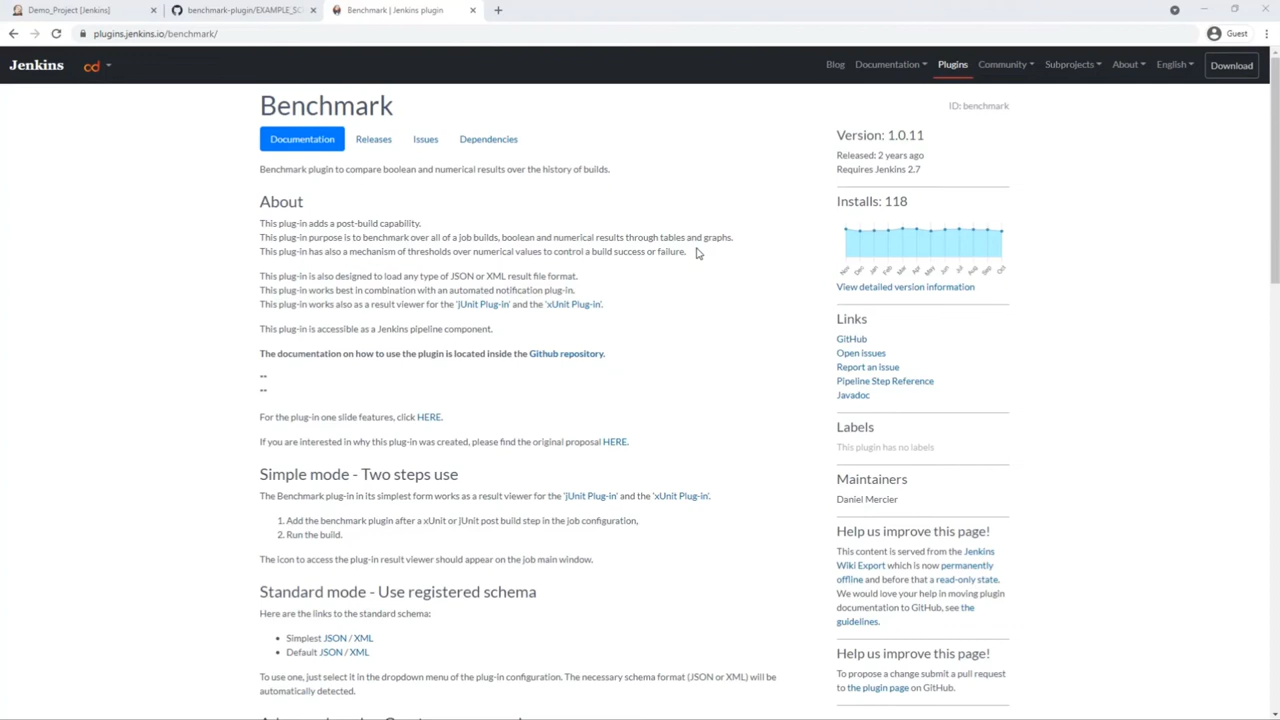 Demo_Project [Jenkins]
benchmark-plugin/EXAMPLE_SC
Benchmark | Jenkins plugin
plugins.jenkins.io/benchmark/
Guest
Jenkins
cd
Blog
Documentation
Plugins
Community
Subprojects
About
English
Download
Benchmark
ID: benchmark
Documentation
Releases
Issues
Dependencies
Benchmark plugin to compare boolean and numerical results over the history of builds.
About
This plug-in adds a post-build capability.
This plug-in purpose is to benchmark over all of a job builds, boolean and numerical results through tables and graphs.
This plug-in has also a mechanism of thresholds over numerical values to control a build success or failure.
This plug-in is also designed to load any type of JSON or XML result file format.
This plug-in works best in combination with an automated notification plug-in.
This plug-in works also as a result viewer for the 'jUnit Plug-in' and the 'xUnit Plug-in'.
This plug-in is accessible as a Jenkins pipeline component.
The documentation on how to use the plugin is located inside the Github repository.
--
--
For the plug-in one slide features, click HERE.
If you are interested in why this plug-in was created, please find the original proposal HERE.
Simple mode - Two steps use
The Benchmark plug-in in its simplest form works as a result viewer for the 'jUnit Plug-in' and the 'xUnit Plug-in'.
1. Add the benchmark plugin after a xUnit or jUnit post build step in the job configuration,
2. Run the build.
The icon to access the plug-in result viewer should appear on the job main window.
Standard mode - Use registered schema
Here are the links to the standard schema:
• Simplest JSON / XML
• Default JSON / XML
To use one, just select it in the dropdown menu of the plug-in configuration. The necessary schema format (JSON or XML) will be
automatically detected.
Version: 1.0.11
Released: 2 years ago
Requires Jenkins 2.7
Installs: 118
Nov
Dec
Jan
Feb
Mar
Apr
May
Jun
Jul
Aug
Sep
Oct
View detailed version information
Links
GitHub
Open issues
Report an issue
Pipeline Step Reference
Javadoc
Labels
This plugin has no labels
Maintainers
Daniel Mercier
Help us improve this page!
This content is served from the Jenkins
Wiki Export which is now permanently
offline and before that a read-only state.
We would love your help in moving plugin
documentation to GitHub, see the
guidelines.
Help us improve this page!
To propose a change submit a pull request
to the plugin page on GitHub.